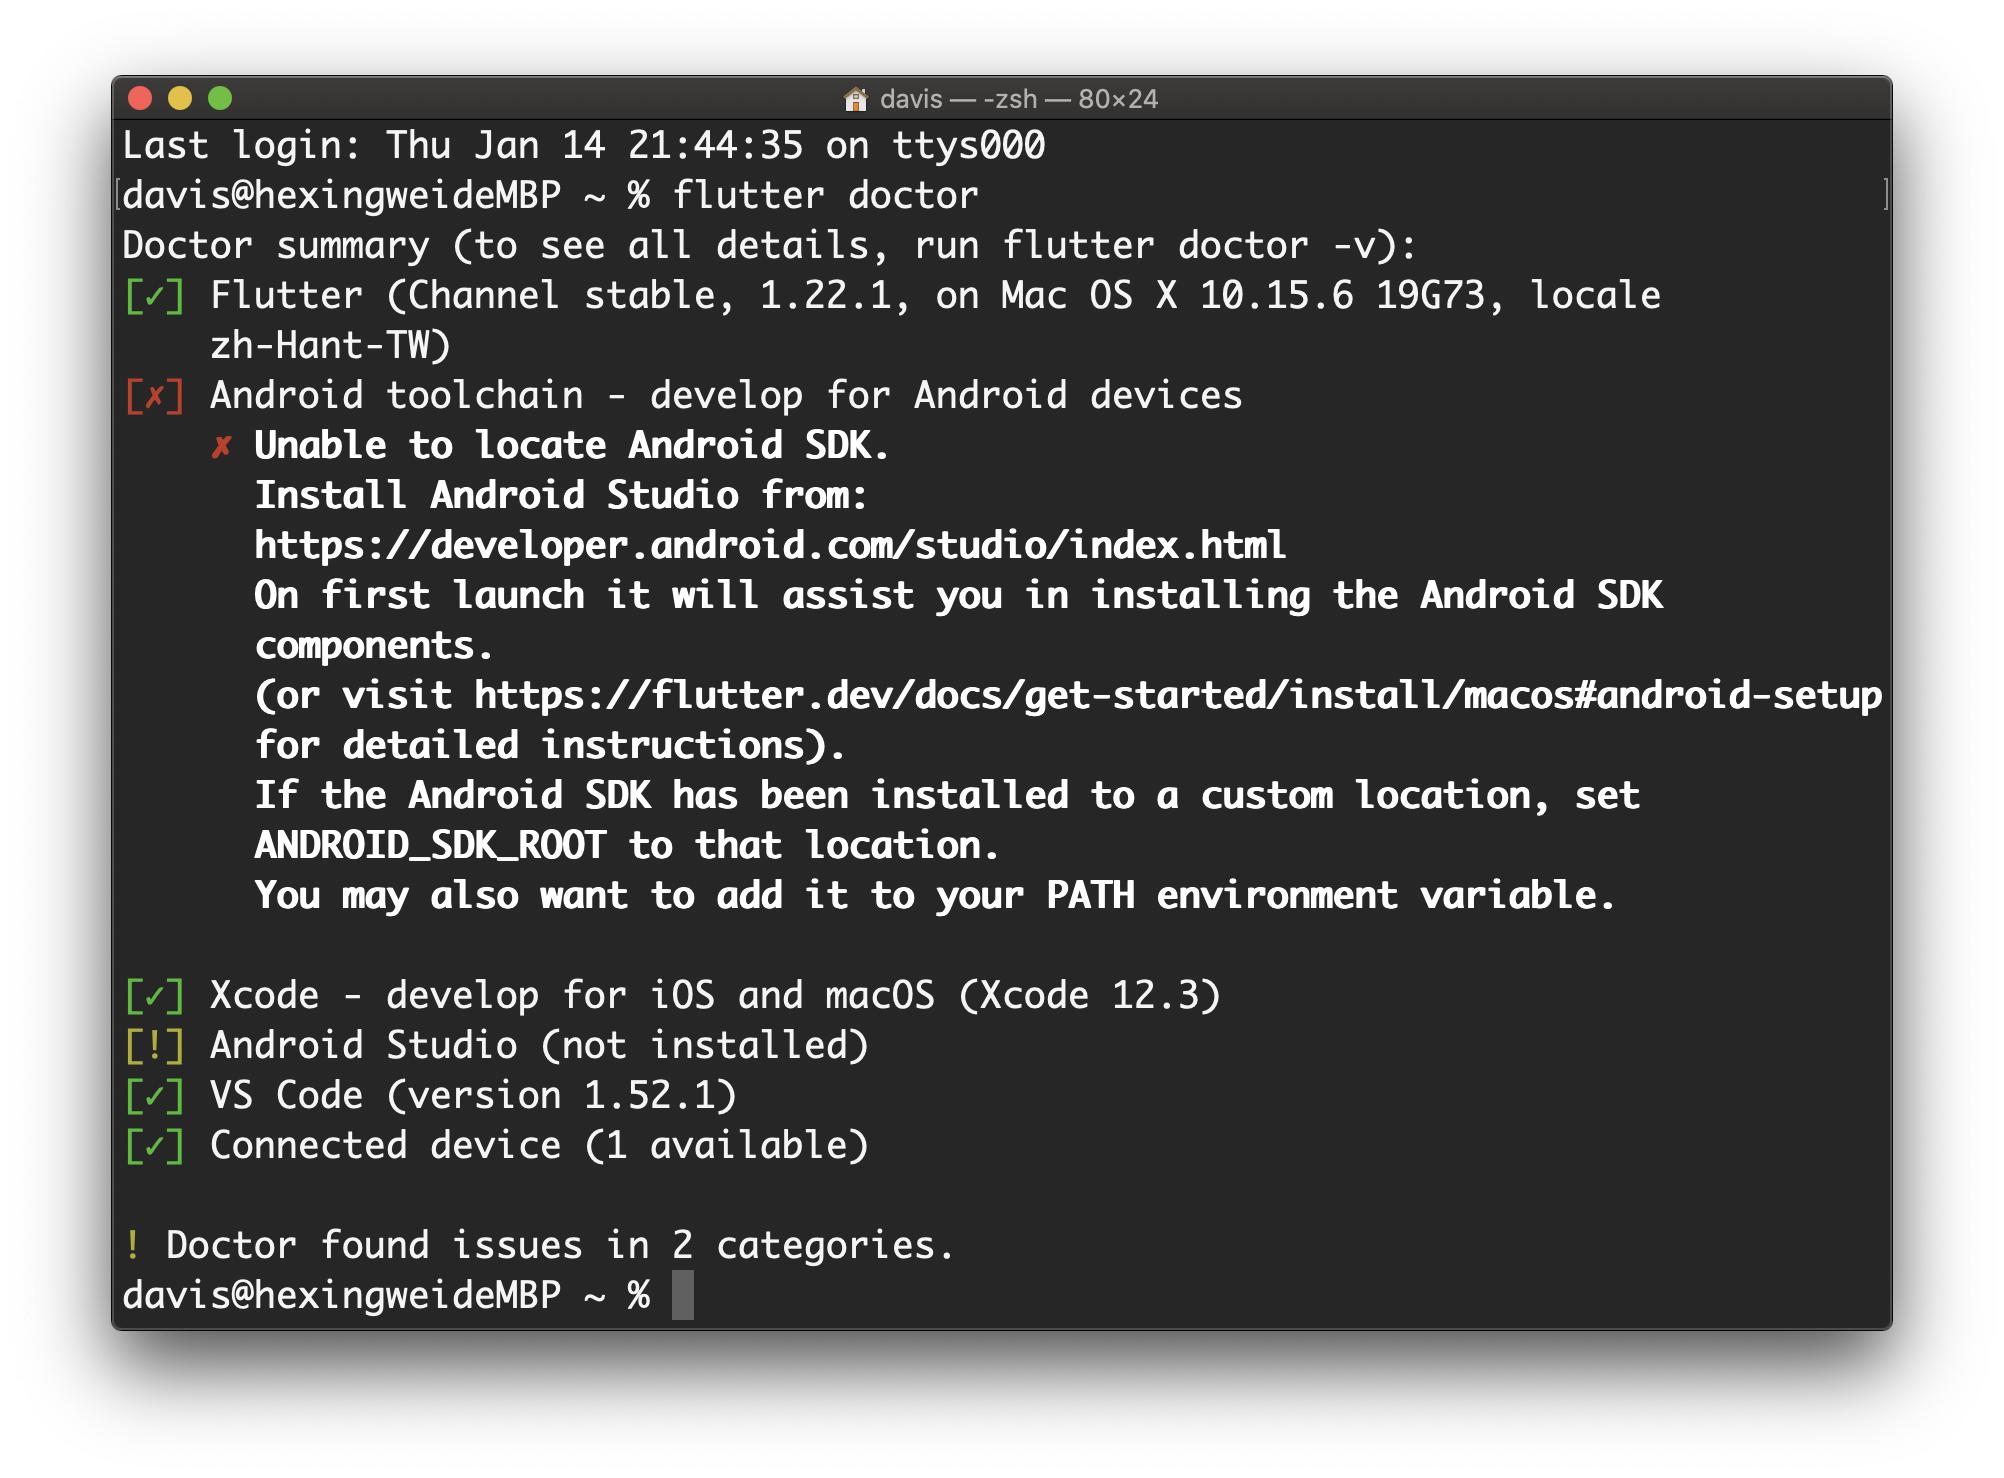 davis — -zsh — 80×24
Last login: Thu Jan 14 21:44:35 on ttys000
[davis@hexingweideMBP ~ % flutter doctor ]
Doctor summary (to see all details, run flutter doctor -v):
[✓] Flutter (Channel stable, 1.22.1, on Mac OS X 10.15.6 19G73, locale
zh-Hant-TW)
[✗] Android toolchain - develop for Android devices
✗ Unable to locate Android SDK.
Install Android Studio from:
https://developer.android.com/studio/index.html
On first launch it will assist you in installing the Android SDK
components.
(or visit https://flutter.dev/docs/get-started/install/macos#android-setup
for detailed instructions).
If the Android SDK has been installed to a custom location, set
ANDROID_SDK_ROOT to that location.
You may also want to add it to your PATH environment variable.
[✓] Xcode - develop for iOS and macOS (Xcode 12.3)
[!] Android Studio (not installed)
[✓] VS Code (version 1.52.1)
[✓] Connected device (1 available)
! Doctor found issues in 2 categories.
davis@hexingweideMBP ~ %